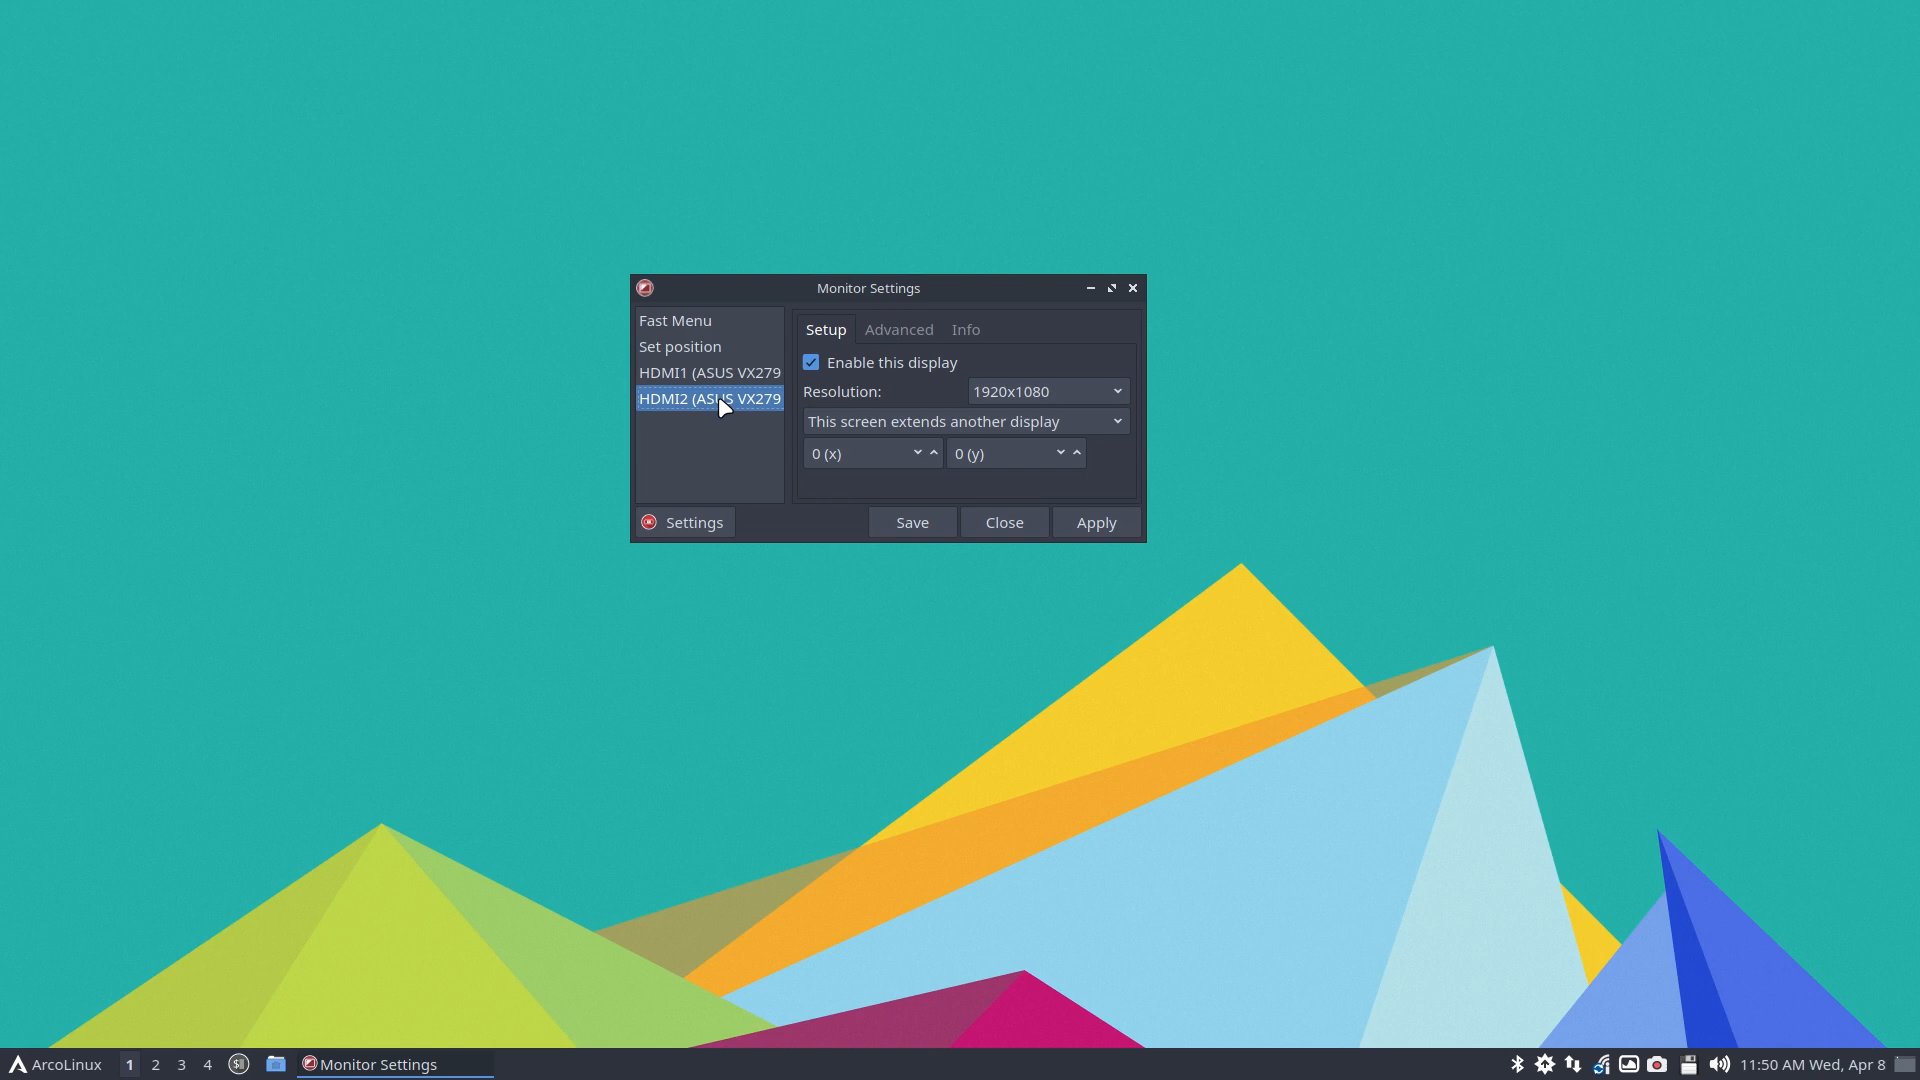 Monitor Settings
Fast Menu
Set position
HDMI1 (ASUS VX279
HDMI2 (ASUS VX279
Setup Advanced Info
Enable this display
Resolution: 1920x1080
This screen extends another display
0 (x) 0 (y)
Settings Save Close Apply
ArcoLinux 1 2 3 4 Monitor Settings 11:50 AM Wed, Apr 8